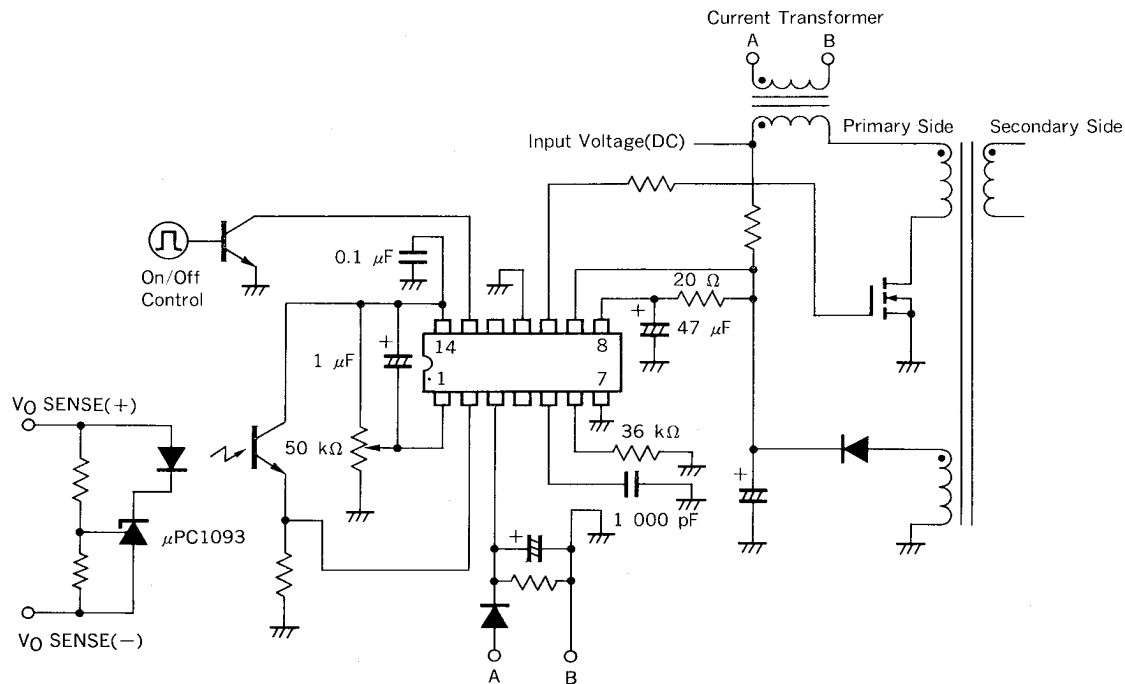 Current Transformer
A B
Input Voltage(DC)
Primary Side
Secondary Side
On/Off
Control
0.1 μF
20 Ω
47 μF
1 μF
14
8
1
7
VO SENSE(+)
50 kΩ
36 kΩ
1 000 pF
μPC1093
VO SENSE(−)
A B